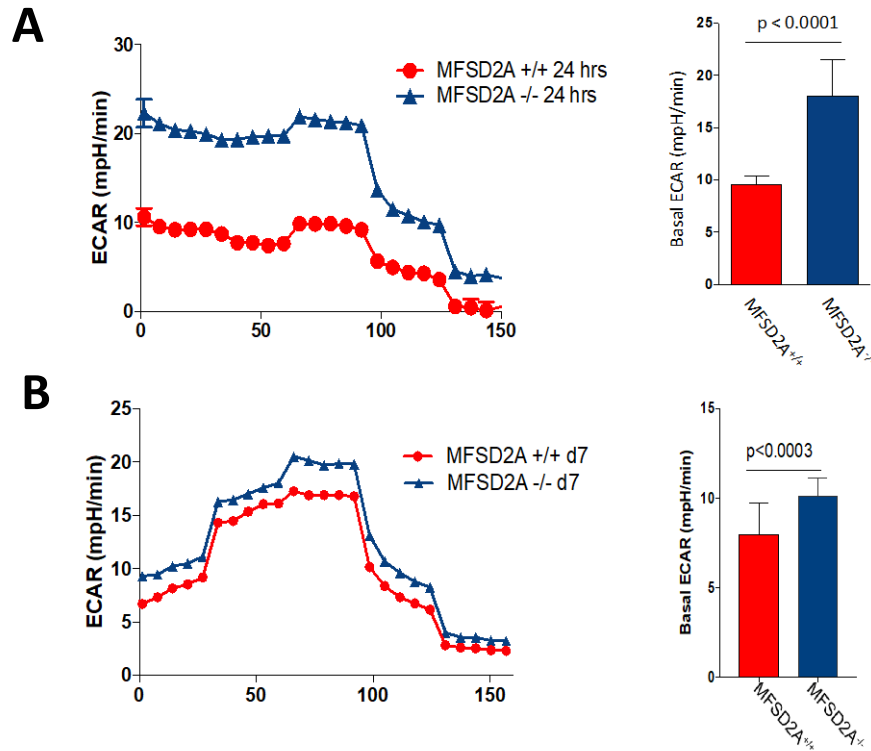 A
ECAR (mpH/min)
30
20
10
0
0 50 100 150
MFSD2A +/+ 24 hrs
MFSD2A -/- 24 hrs
Basal ECAR (mpH/min)
25
20
15
10
5
0
p < 0.0001
MFSD2A+/+
MFSD2A-/
B
ECAR (mpH/min)
25
20
15
10
5
0
0 50 100 150
MFSD2A +/+ d7
MFSD2A -/- d7
Basal ECAR (mpH/min)
15
10
5
0
p<0.0003
MFSD2A+/+
MFSD2A-/-